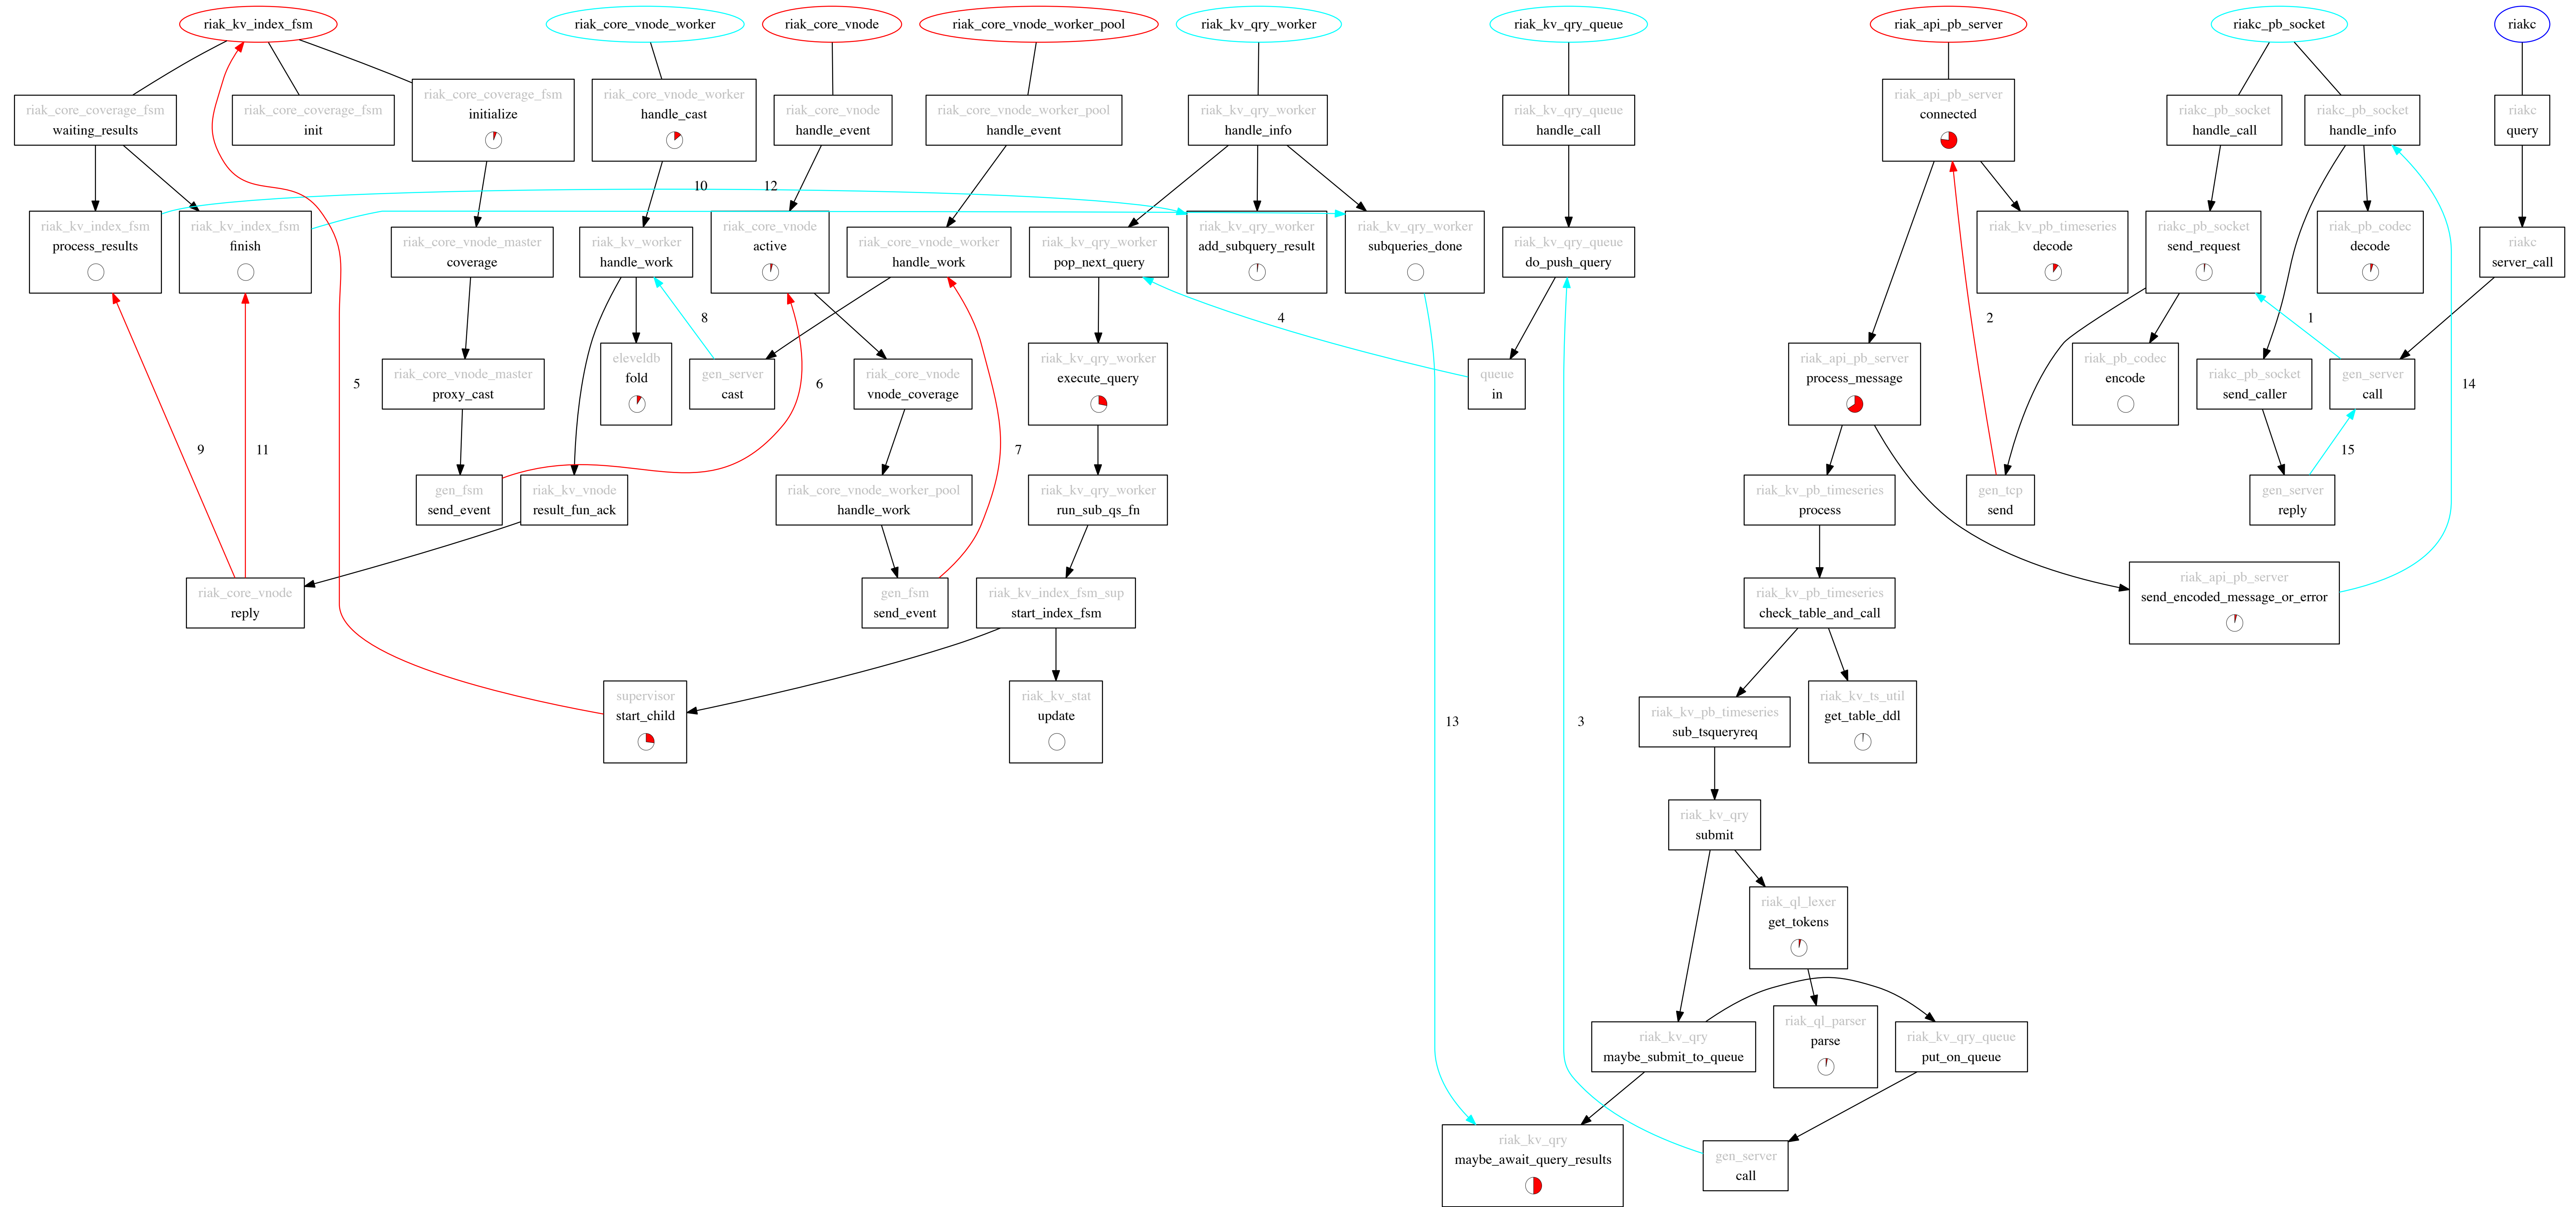 riak_kv_index_fsm
riak_core_vnode_worker
riak_core_vnode
riak_core_vnode_worker_pool
riak_kv_qry_worker
riak_kv_qry_queue
riak_api_pb_server
riakc_pb_socket
riakc
riak_core_coverage_fsm
waiting_results
riak_core_coverage_fsm
init
riak_core_coverage_fsm
initialize
riak_core_vnode_worker
handle_cast
riak_core_vnode
handle_event
riak_core_vnode_worker_pool
handle_event
riak_kv_qry_worker
handle_info
riak_kv_qry_queue
handle_call
riak_api_pb_server
connected
riakc_pb_socket
handle_call
riakc_pb_socket
handle_info
riakc
query
10
12
riak_kv_index_fsm
process_results
riak_kv_index_fsm
finish
riak_core_vnode_master
coverage
riak_kv_worker
handle_work
riak_core_vnode
active
riak_core_vnode_worker
handle_work
riak_kv_qry_worker
pop_next_query
riak_kv_qry_worker
add_subquery_result
riak_kv_qry_worker
subqueries_done
riak_kv_qry_queue
do_push_query
riak_kv_pb_timeseries
decode
riakc_pb_socket
send_request
riak_pb_codec
decode
riakc
server_call
8
4
2
1
5
riak_core_vnode_master
proxy_cast
eleveldb
fold
gen_server
cast
6
riak_core_vnode
vnode_coverage
riak_kv_qry_worker
execute_query
queue
in
riak_api_pb_server
process_message
riak_pb_codec
encode
riakc_pb_socket
send_caller
gen_server
call
14
9
11
7
15
gen_fsm
send_event
riak_kv_vnode
result_fun_ack
riak_core_vnode_worker_pool
handle_work
riak_kv_qry_worker
run_sub_qs_fn
riak_kv_pb_timeseries
process
gen_tcp
send
gen_server
reply
riak_core_vnode
reply
gen_fsm
send_event
riak_kv_index_fsm_sup
start_index_fsm
riak_kv_pb_timeseries
check_table_and_call
riak_api_pb_server
send_encoded_message_or_error
supervisor
start_child
riak_kv_stat
update
13
3
riak_kv_pb_timeseries
sub_tsqueryreq
riak_kv_ts_util
get_table_ddl
riak_kv_qry
submit
riak_ql_lexer
get_tokens
riak_kv_qry
maybe_submit_to_queue
riak_ql_parser
parse
riak_kv_qry_queue
put_on_queue
riak_kv_qry
maybe_await_query_results
gen_server
call